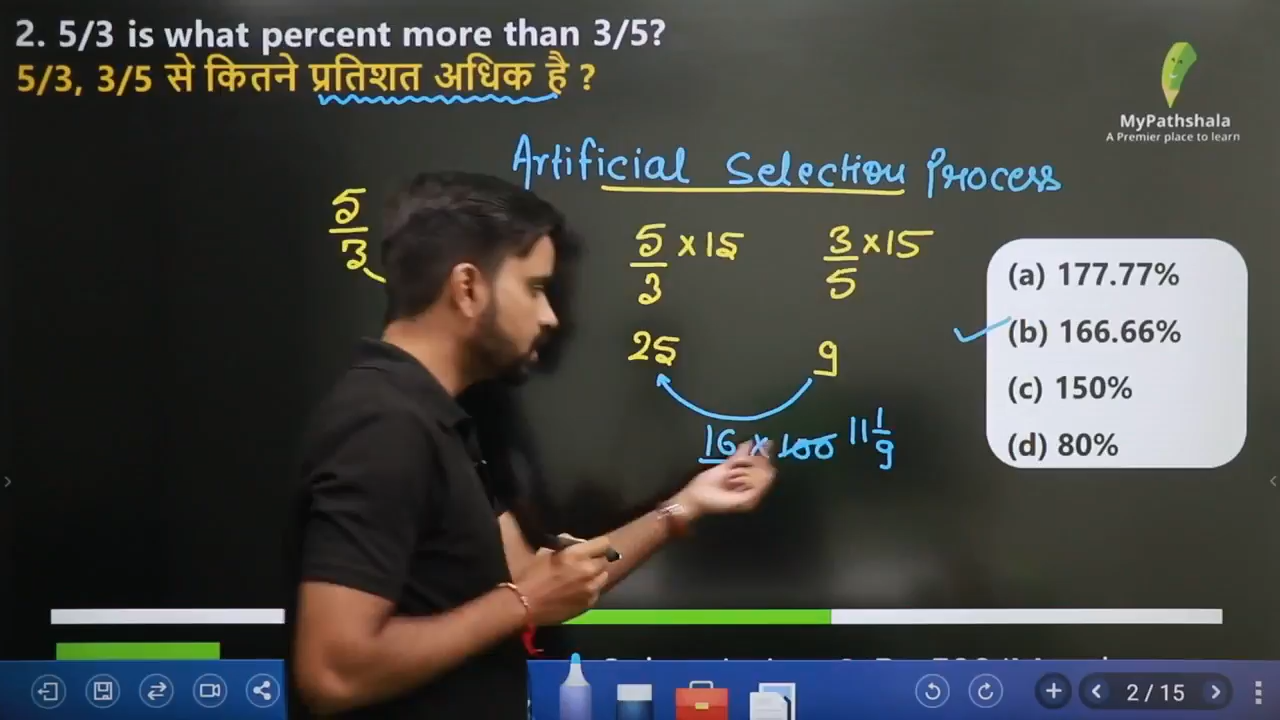 2. 5/3 is what percent more than 3/5?
5/3, 3/5 से कितने प्रतिशत अधिक है ?
MyPathshala
A Premier place to learn
Artificial Selection Process
5/3
5/3 × 15
3/5 × 15
25
9
16 × 100 11 1/9
(a) 177.77%
(b) 166.66%
(c) 150%
(d) 80%
2 / 15